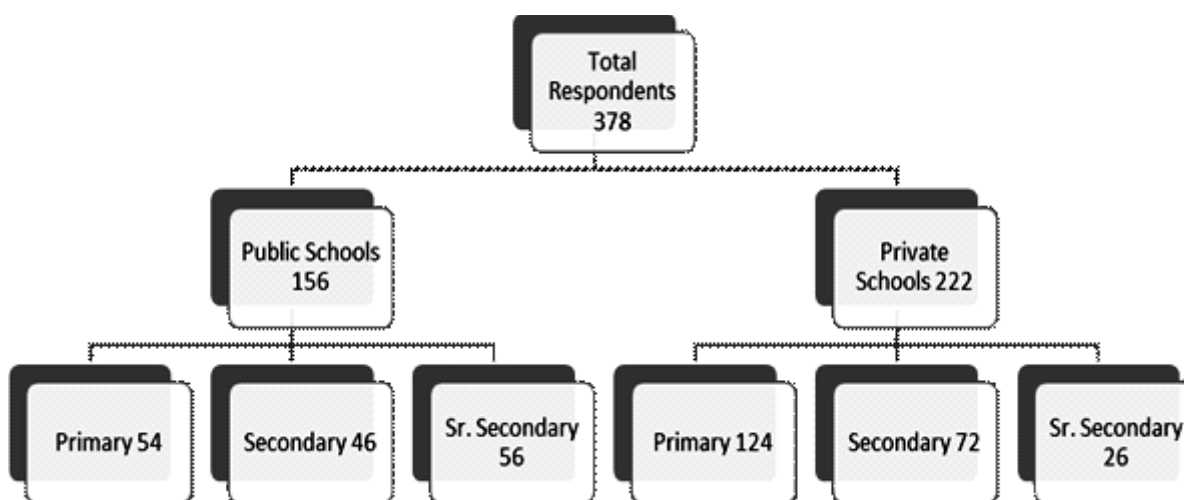 Total
Respondents
378
Public Schools
156
Private
Schools 222
Primary 54
Secondary 46
Sr. Secondary
56
Primary 124
Secondary 72
Sr. Secondary
26